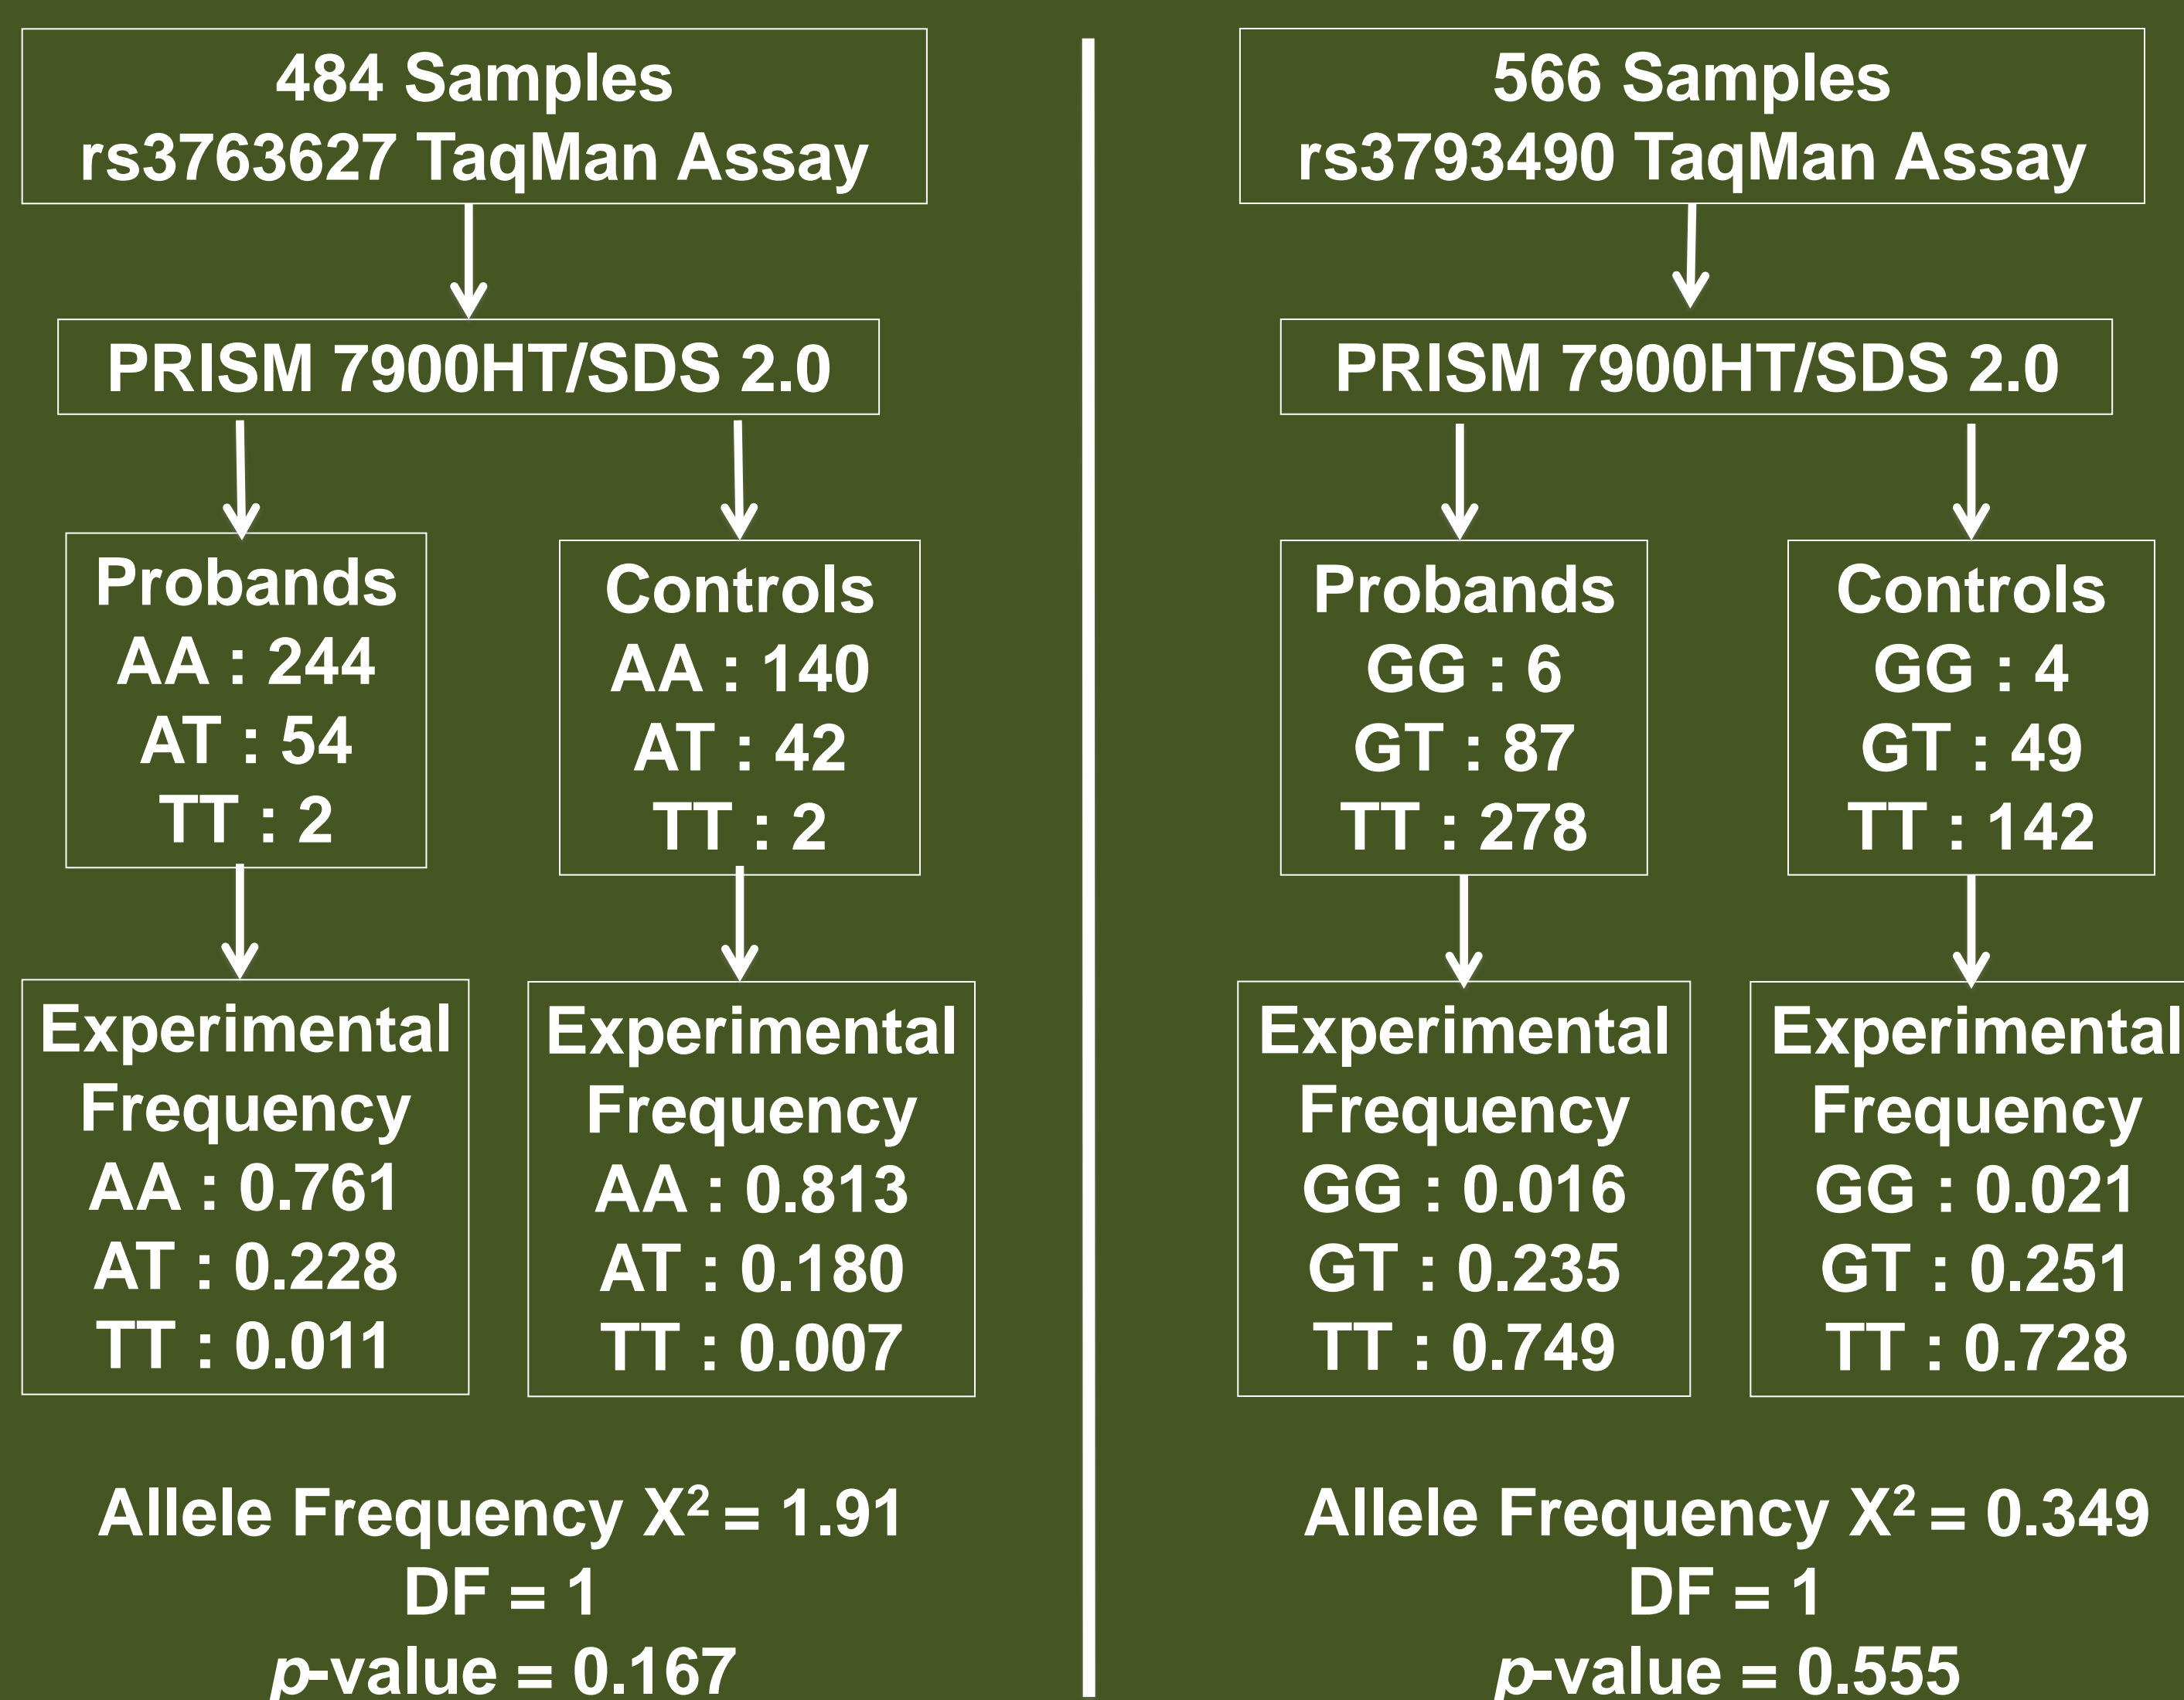 484 Samples
rs3763627 TaqMan Assay
PRISM 7900HT/SDS 2.0
Probands
AA : 244
AT : 54
TT : 2
Controls
AA : 140
AT : 42
TT : 2
Experimental
Frequency
AA : 0.761
AT : 0.228
TT : 0.011
Experimental
Frequency
AA : 0.813
AT : 0.180
TT : 0.007
Allele Frequency X² = 1.91
DF = 1
p-value = 0.167
566 Samples
rs3793490 TaqMan Assay
PRISM 7900HT/SDS 2.0
Probands
GG : 6
GT : 87
TT : 278
Controls
GG : 4
GT : 49
TT : 142
Experimental
Frequency
GG : 0.016
GT : 0.235
TT : 0.749
Experimental
Frequency
GG : 0.021
GT : 0.251
TT : 0.728
Allele Frequency X² = 0.349
DF = 1
p-value = 0.555